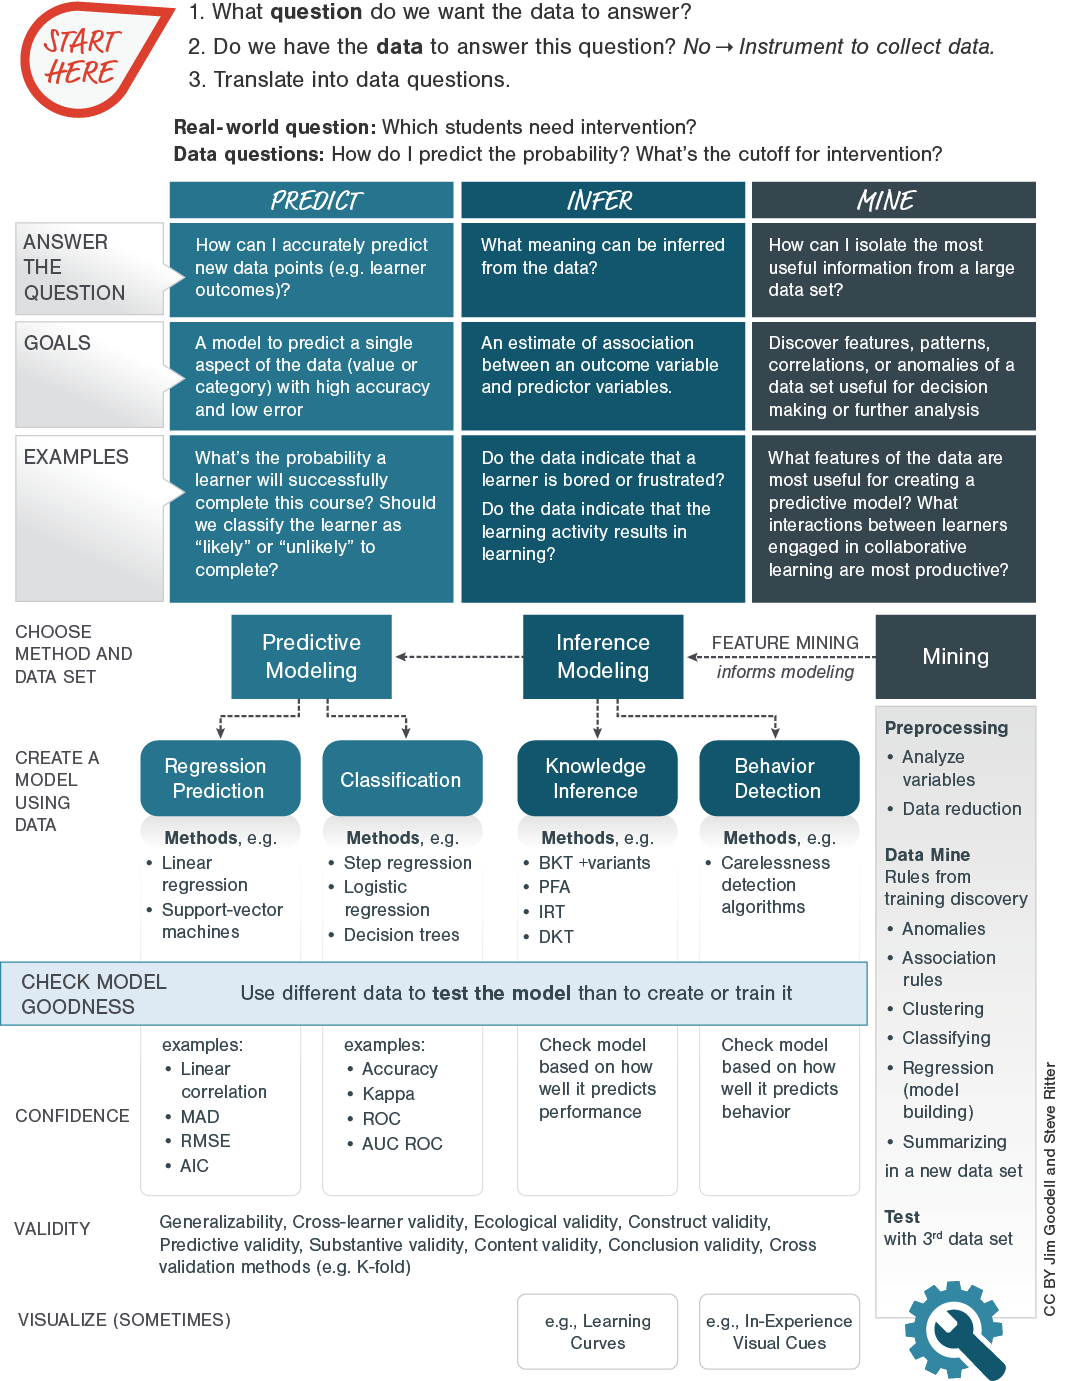 START
HERE
1. What question do we want the data to answer?
2. Do we have the data to answer this question? No → Instrument to collect data.
3. Translate into data questions.
Real-world question: Which students need intervention?
Data questions: How do I predict the probability? What's the cutoff for intervention?
PREDICT
INFER
MINE
ANSWER
THE
QUESTION
How can I accurately predict
new data points (e.g. learner
outcomes)?
What meaning can be inferred
from the data?
How can I isolate the most
useful information from a large
data set?
GOALS
A model to predict a single
aspect of the data (value or
category) with high accuracy
and low error
An estimate of association
between an outcome variable
and predictor variables.
Discover features, patterns,
correlations, or anomalies of a
data set useful for decision
making or further analysis
EXAMPLES
What's the probability a
learner will successfully
complete this course? Should
we classify the learner as
“likely” or “unlikely” to
complete?
Do the data indicate that a
learner is bored or frustrated?
Do the data indicate that the
learning activity results in
learning?
What features of the data are
most useful for creating a
predictive model? What
interactions between learners
engaged in collaborative
learning are most productive?
CHOOSE
METHOD AND
DATA SET
Predictive
Modeling
Inference
Modeling
FEATURE MINING
informs modeling
Mining
CREATE A
MODEL
USING
DATA
Regression
Prediction
Methods, e.g.
• Linear
regression
• Support-vector
machines
Classification
Methods, e.g.
• Step regression
• Logistic
regression
• Decision trees
Knowledge
Inference
Methods, e.g.
• BKT +variants
• PFA
• IRT
• DKT
Behavior
Detection
Methods, e.g.
• Carelessness
detection
algorithms
Preprocessing
• Analyze
variables
• Data reduction
Data Mine
Rules from
training discovery
• Anomalies
• Association
rules
• Clustering
• Classifying
• Regression
(model
building)
• Summarizing
in a new data set
Test
with 3rd data set
CHECK MODEL
GOODNESS
Use different data to test the model than to create or train it
CONFIDENCE
examples:
• Linear
correlation
• MAD
• RMSE
• AIC
examples:
• Accuracy
• Kappa
• ROC
• AUC ROC
Check model
based on how
well it predicts
performance
Check model
based on how
well it predicts
behavior
VALIDITY
Generalizability, Cross-learner validity, Ecological validity, Construct validity,
Predictive validity, Substantive validity, Content validity, Conclusion validity, Cross
validation methods (e.g. K-fold)
VISUALIZE (SOMETIMES)
e.g., Learning
Curves
e.g., In-Experience
Visual Cues
CC BY Jim Goodell and Steve Ritter